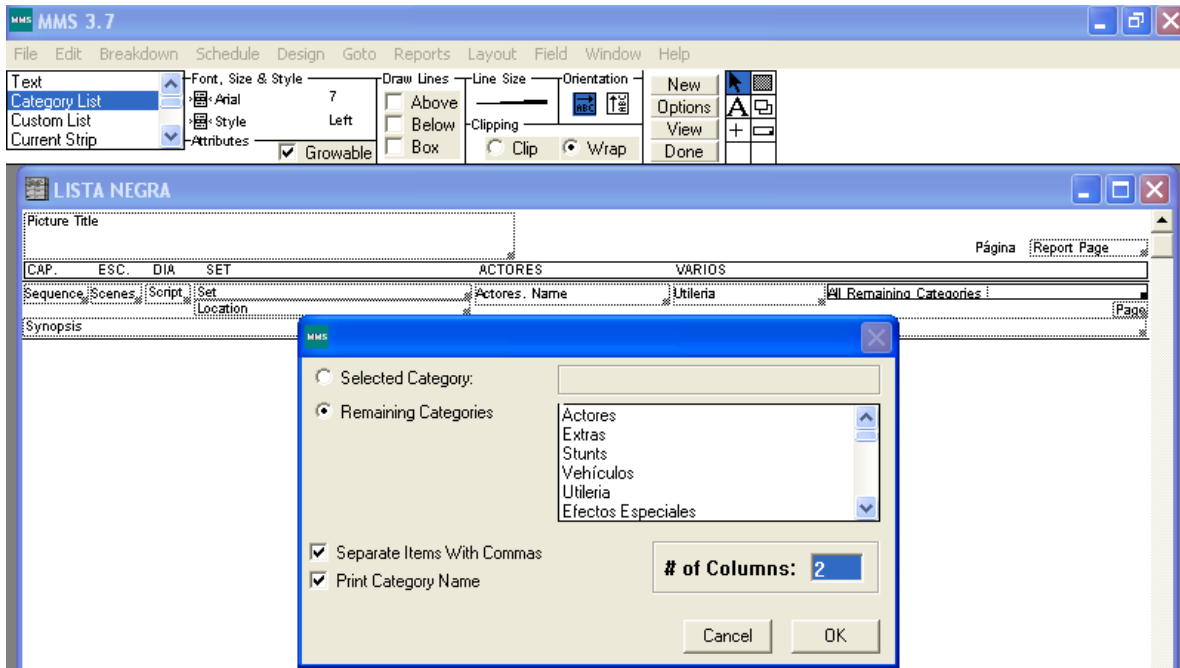 MMS MMS 3.7
File Edit Breakdown Schedule Design Goto Reports Layout Field Window Help
Text
Category List
Custom List
Current Strip
Font, Size & Style
Arial 7
Style Left
Attributes
Growable
Draw Lines
Above
Below
Box
Line Size
Clipping
Clip Wrap
Orientation
ABC ABC
New
Options
View
Done
A
LISTA NEGRA
Picture Title
Página Report Page
CAP. ESC. DIA SET ACTORES VARIOS
Sequence Scenes Script Set Actores. Name Utileria All Remaining Categories
Location Page
Synopsis
MMS
Selected Category:
Remaining Categories
Actores
Extras
Stunts
Vehículos
Utileria
Efectos Especiales
Separate Items With Commas
Print Category Name
# of Columns: 2
Cancel OK